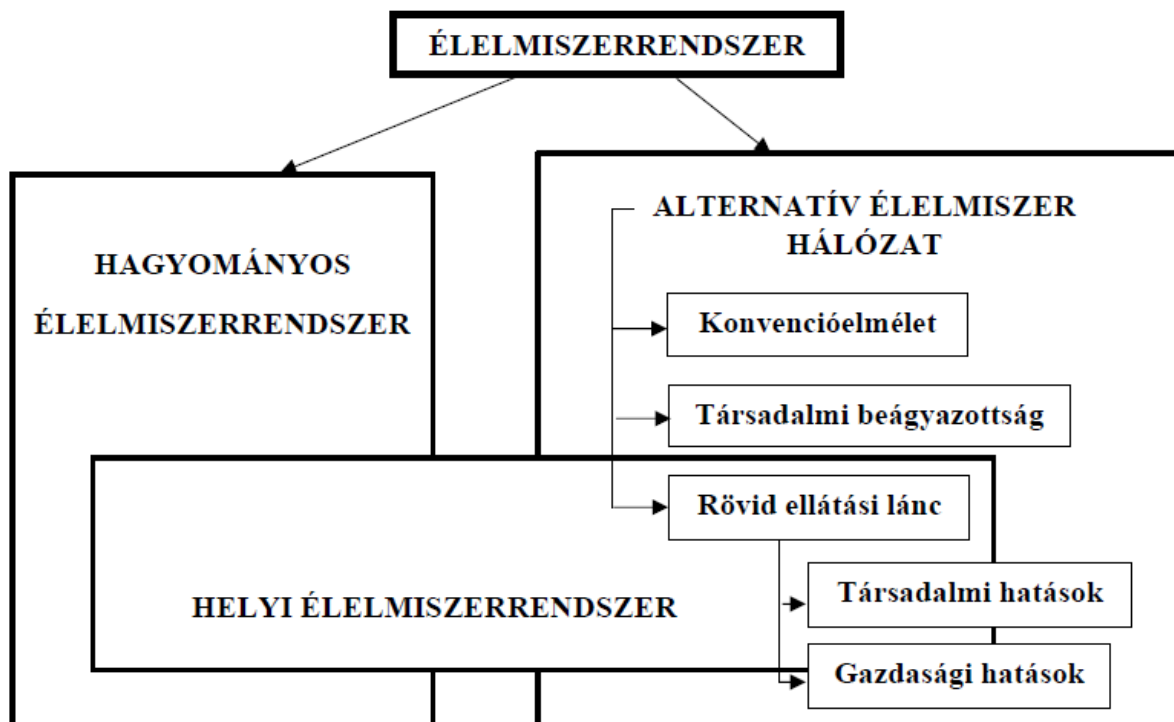 ÉLELMISZERRENDSZER
HAGYOMÁNYOS
ÉLELMISZERRENDSZER
ALTERNATÍV ÉLELMISZER
HÁLÓZAT
Konvencióelmélet
Társadalmi beágyazottság
Rövid ellátási lánc
HELYI ÉLELMISZERRENDSZER
Társadalmi hatások
Gazdasági hatások